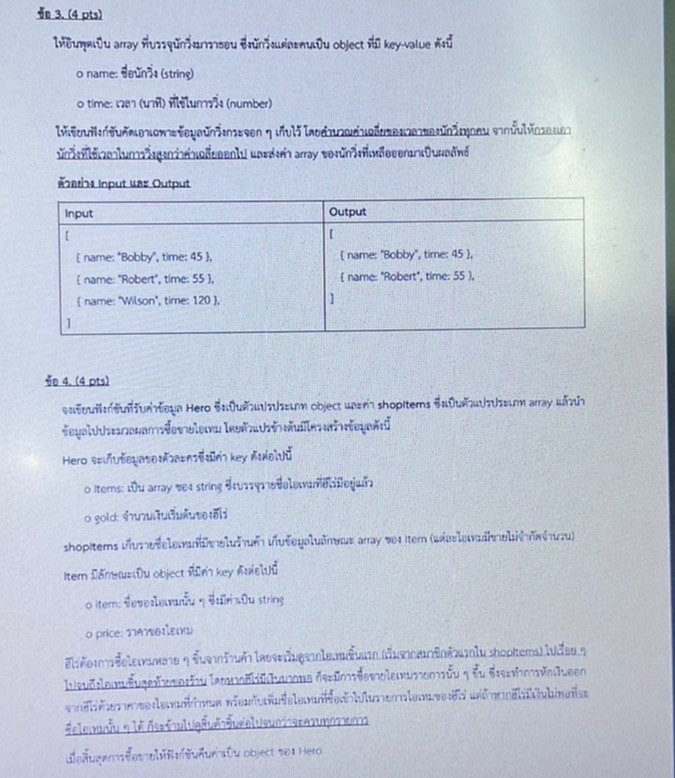 ข้อ 3. (4 pts)
ให้อินพุตเป็น array ที่บรรจุนักวิ่งมาราธอน ซึ่งนักวิ่งแต่ละคนเป็น object ที่มี key-value ดังนี้
o name: ชื่อนักวิ่ง (string)
o time: เวลา (นาที) ที่ใช้ในการวิ่ง (number)
ให้เขียนฟังก์ชันคัดเอาเฉพาะข้อมูลนักวิ่งกระจอก ๆ เก็บไว้ โดยคำนวณค่าเฉลี่ยของเวลาของนักวิ่งทุกคน จากนั้นให้กรองเอา
นักวิ่งที่ใช้เวลาในการวิ่งสูงกว่าค่าเฉลี่ยออกไป และส่งค่า array ของนักวิ่งที่เหลือออกมาเป็นผลลัพธ์
ตัวอย่าง Input และ Output
Input Output
[ [
{ name: "Bobby", time: 45 }, { name: "Bobby", time: 45 },
{ name: "Robert", time: 55 }, { name: "Robert", time: 55 },
{ name: "Wilson", time: 120 }, ]
]
ข้อ 4. (4 pts)
จงเขียนฟังก์ชันที่รับค่าข้อมูล Hero ซึ่งเป็นตัวแปรประเภท object และค่า shopItems ซึ่งเป็นตัวแปรประเภท array แล้วนำ
ข้อมูลไปประมวลผลการซื้อขายไอเทม โดยตัวแปรข้างต้นมีโครงสร้างข้อมูลดังนี้
Hero จะเก็บข้อมูลของตัวละครซึ่งมีค่า key ดังต่อไปนี้
o items: เป็น array ของ string ซึ่งบรรจุรายชื่อไอเทมที่ฮีโร่มีอยู่แล้ว
o gold: จำนวนเงินเริ่มต้นของฮีโร่
shopItems เก็บรายชื่อไอเทมที่มีขายในร้านค้า เก็บข้อมูลในลักษณะ array ของ Item (แต่ละไอเทมมีขายไม่จำกัดจำนวน)
Item มีลักษณะเป็น object ที่มีค่า key ดังต่อไปนี้
o item: ชื่อของไอเทมนั้น ๆ ซึ่งมีค่าเป็น string
o price: ราคาของไอเทม
ฮีโร่ต้องการซื้อไอเทมหลาย ๆ ชิ้นจากร้านค้า โดยจะเริ่มดูจากไอเทมชิ้นแรก (เริ่มจากสมาชิกตัวแรกใน shopItems) ไปเรื่อย ๆ
ไปจนถึงไอเทมชิ้นสุดท้ายของร้าน โดยหากฮีโร่มีเงินมากพอ ก็จะมีการซื้อขายไอเทมรายการนั้น ๆ ขึ้น ซึ่งจะทำการหักเงินออก
จากฮีโร่ด้วยราคาของไอเทมที่กำหนด พร้อมกับเพิ่มชื่อไอเทมที่ซื้อเข้าไปในรายการไอเทมของฮีโร่ แต่ถ้าหากฮีโร่มีเงินไม่พอที่จะ
ซื้อไอเทมนั้น ๆ ได้ ก็จะข้ามไปดูสินค้าชิ้นต่อไปจนกว่าจะครบทุกรายการ
เมื่อสิ้นสุดการซื้อขายให้ฟังก์ชันคืนค่าเป็น object ของ Hero